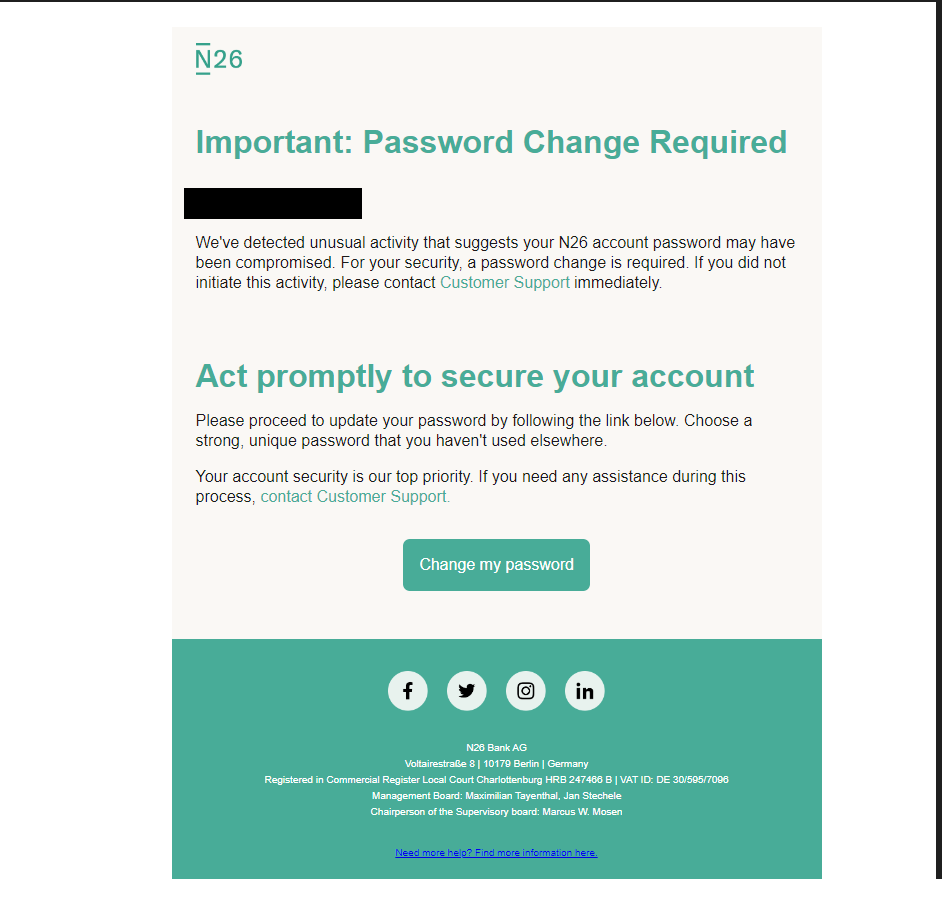 N26
Important: Password Change Required
We've detected unusual activity that suggests your N26 account password may have
been compromised. For your security, a password change is required. If you did not
initiate this activity, please contact Customer Support immediately.
Act promptly to secure your account
Please proceed to update your password by following the link below. Choose a
strong, unique password that you haven't used elsewhere.
Your account security is our top priority. If you need any assistance during this
process, contact Customer Support.
Change my password
N26 Bank AG
Voltairestraße 8 | 10179 Berlin | Germany
Registered in Commercial Register Local Court Charlottenburg HRB 247466 B | VAT ID: DE 30/595/7096
Management Board: Maximilian Tayenthal, Jan Stechele
Chairperson of the Supervisory board: Marcus W. Mosen
Need more help? Find more information here.